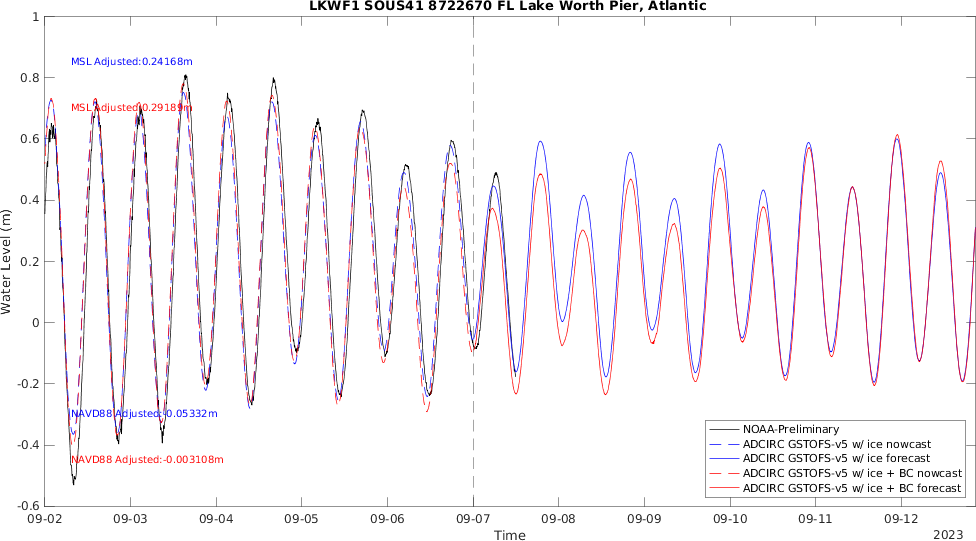 LKWF1 SOUS41 8722670 FL Lake Worth Pier, Atlantic
1
0.8
0.6
0.4
0.2
0
-0.2
-0.4
-0.6
Water Level (m)
MSL Adjusted:0.24168m
MSL Adjusted:0.29189m
NAVD88 Adjusted:-0.05332m
NAVD88 Adjusted:-0.003108m
NOAA-Preliminary
ADCIRC GSTOFS-v5 w/ ice nowcast
ADCIRC GSTOFS-v5 w/ ice forecast
ADCIRC GSTOFS-v5 w/ ice + BC nowcast
ADCIRC GSTOFS-v5 w/ ice + BC forecast
09-02 09-03 09-04 09-05 09-06 09-07 09-08 09-09 09-10 09-11 09-12
Time
2023